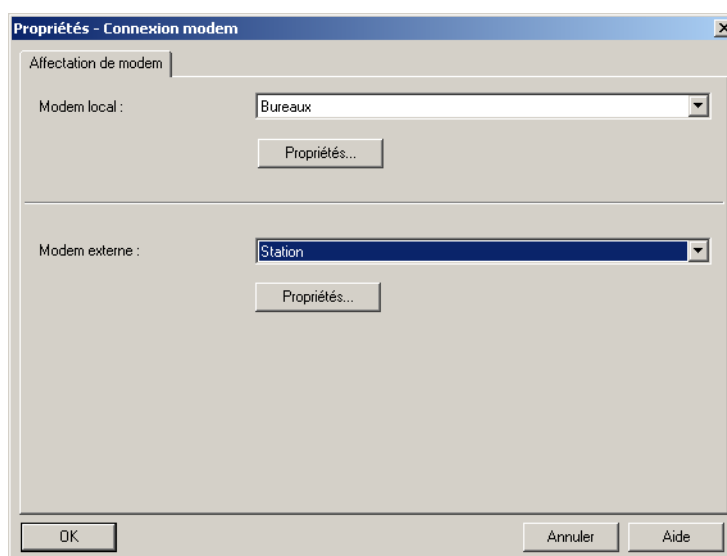 Propriétés - Connexion modem
Affectation de modem
Modem local :
Bureaux
Propriétés...
Modem externe :
Station
Propriétés...
OK
Annuler
Aide